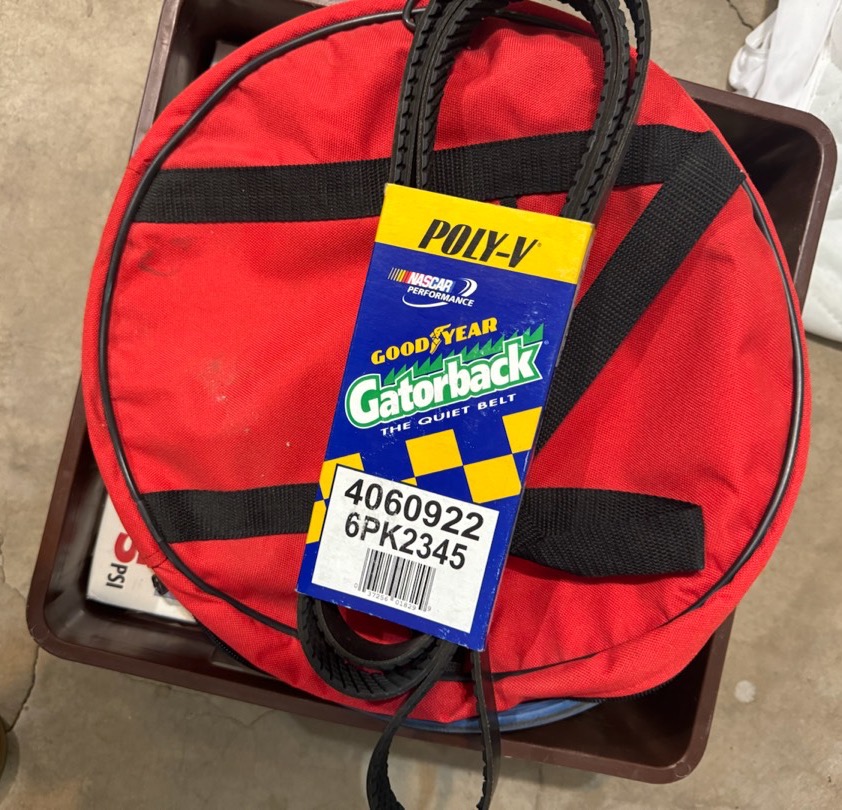 POLY-V®
NASCAR
PERFORMANCE
GOODYEAR
Gatorback®
THE QUIET BELT
4060922
6PK2345
PSI